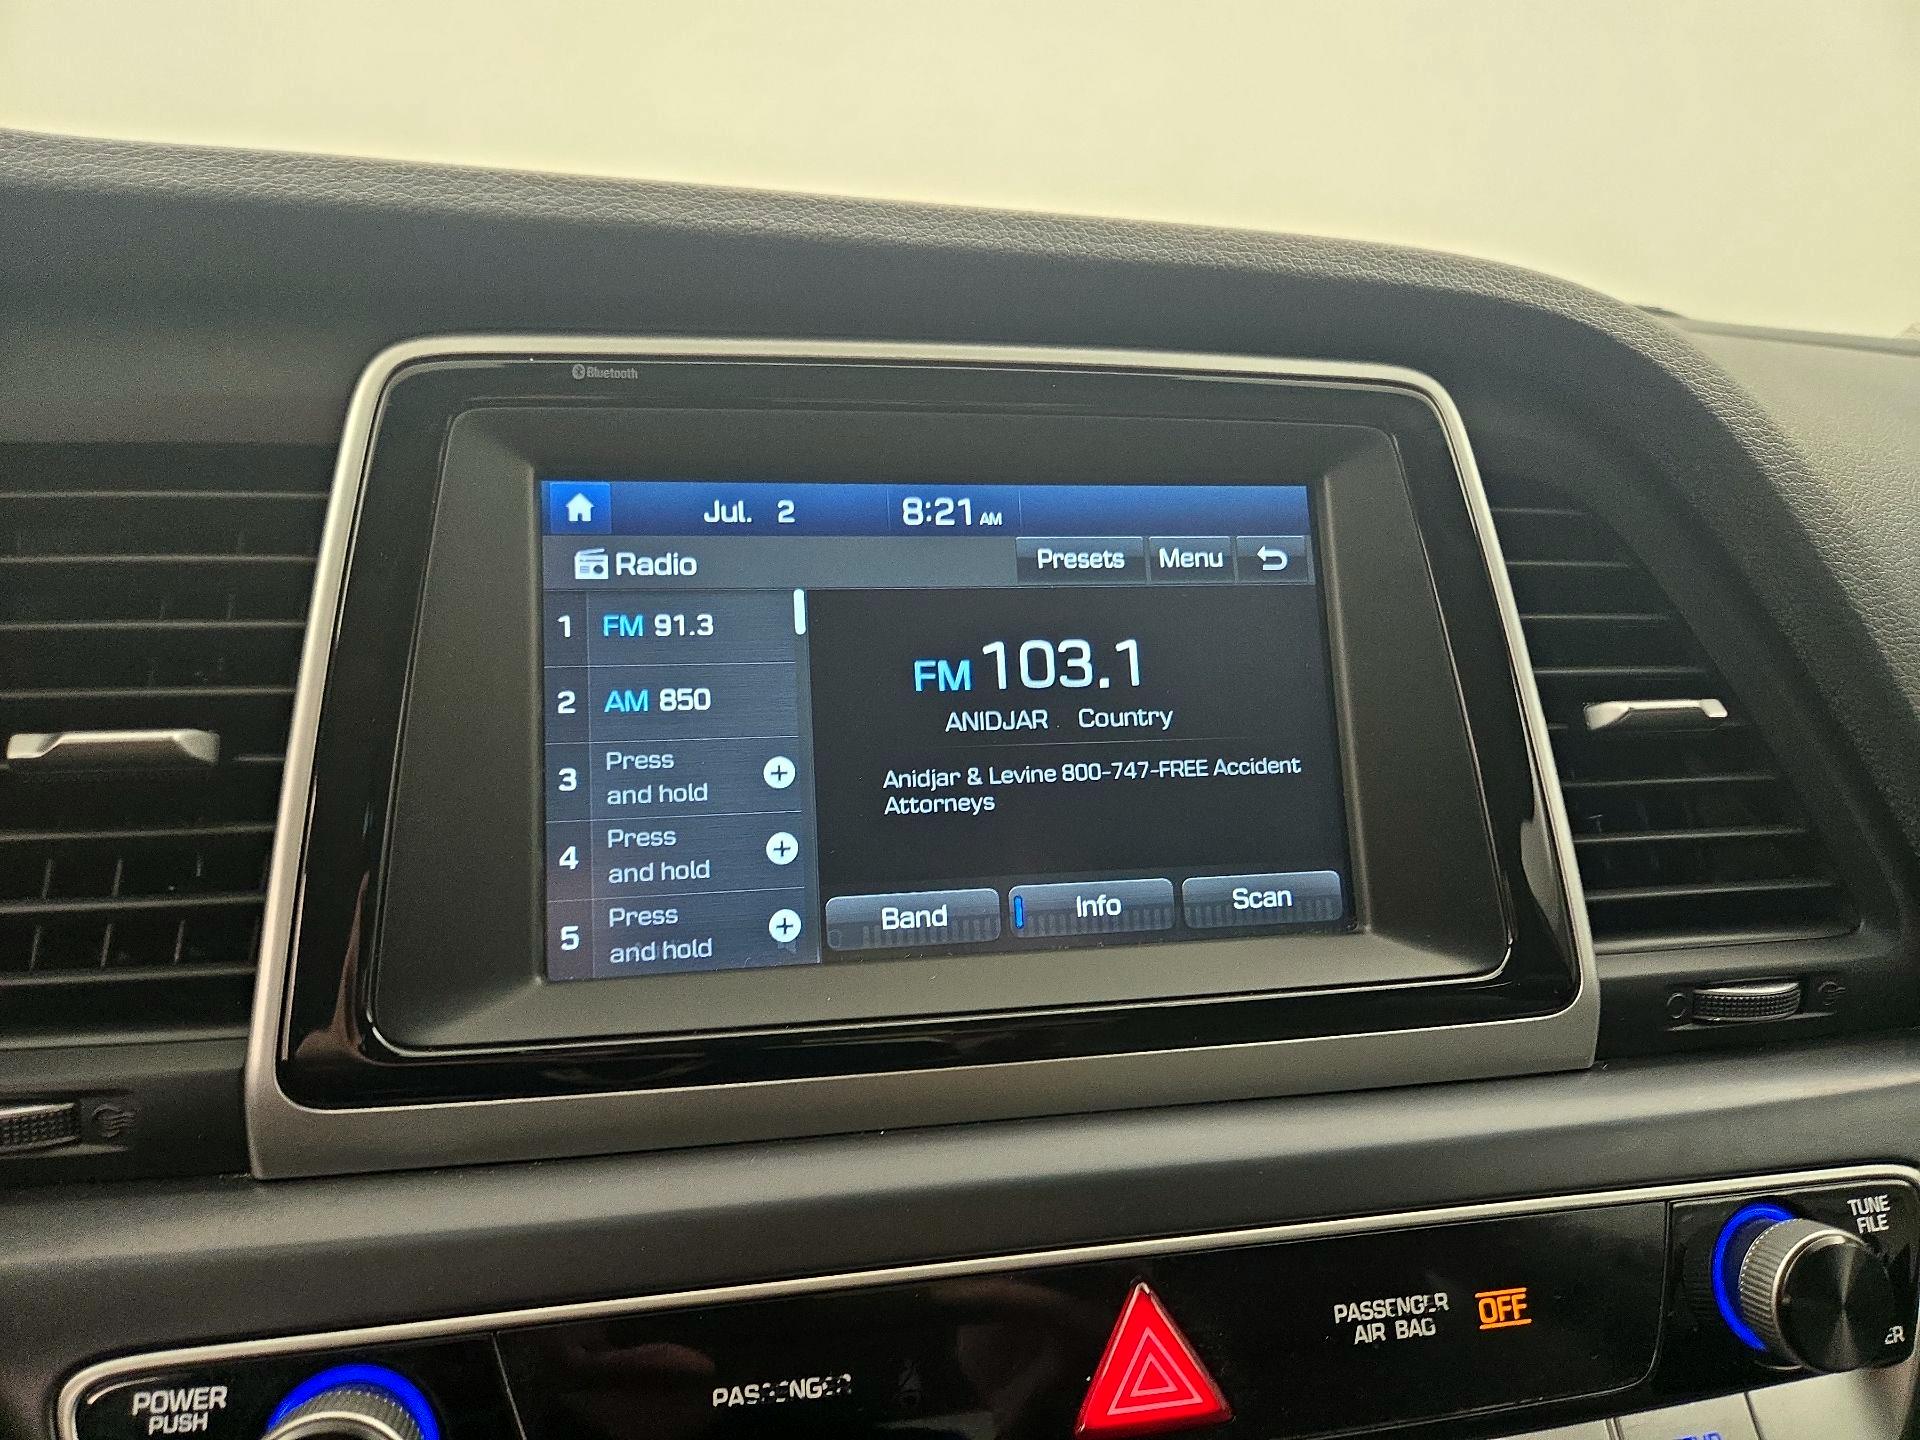 Bluetooth
Jul. 2 8:21 AM
Radio Presets Menu
1 FM 91.3
2 AM 850
3 Press and hold
4 Press and hold
5 Press and hold
FM 103.1
ANIDJAR Country
Anidjar & Levine 800-747-FREE Accident
Attorneys
Band Info Scan
TUNE
FILE
PASSENGER
AIR BAG OFF
POWER
PUSH
PASSENGER